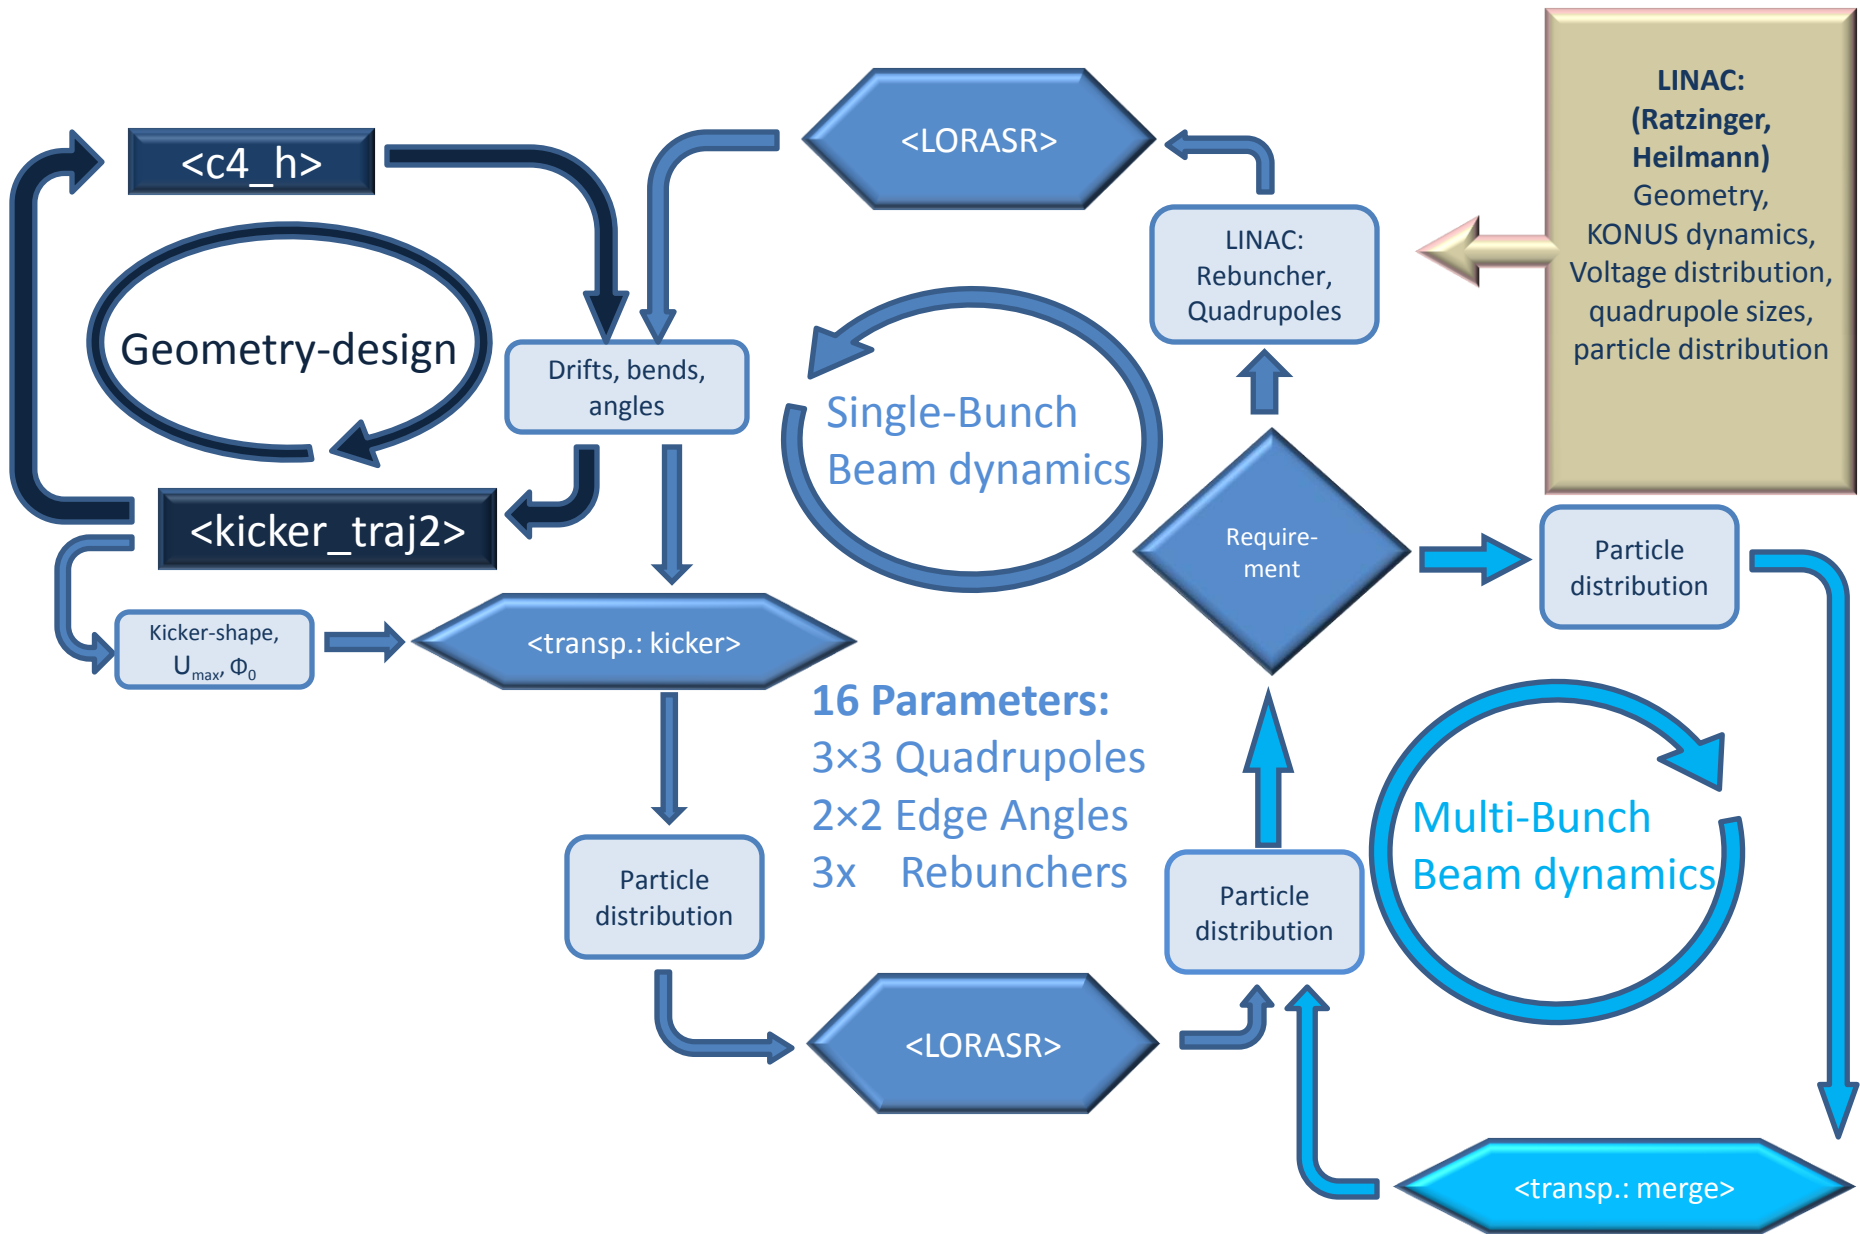 <c4_h>
<LORASR>
LINAC:
(Ratzinger,
Heilmann)
Geometry,
KONUS dynamics,
Voltage distribution,
quadrupole sizes,
particle distribution
LINAC:
Rebuncher,
Quadrupoles
Geometry-design
Drifts, bends,
angles
Single-Bunch
Beam dynamics
<kicker_traj2>
Require-
ment
Particle
distribution
Kicker-shape,
Umax, Φ0
<transp.: kicker>
16 Parameters:
3×3 Quadrupoles
2×2 Edge Angles
3x Rebunchers
Multi-Bunch
Beam dynamics
Particle
distribution
Particle
distribution
<LORASR>
<transp.: merge>